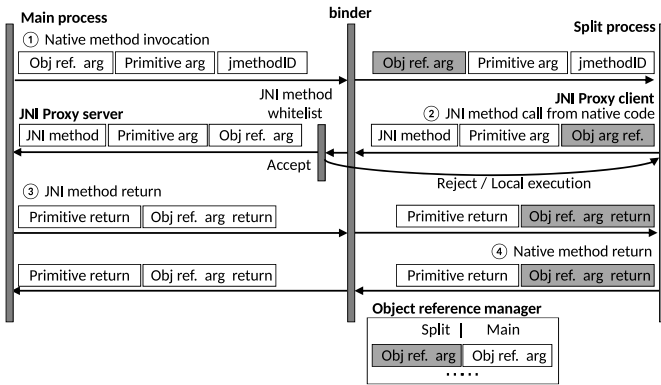 Main process
binder
Split process
① Native method invocation
Obj ref. arg Primitive arg jmethodID
Obj ref. arg Primitive arg jmethodID
JNI method
whitelist
JNI Proxy server
JNI Proxy client
② JNI method call from native code
JNI method Primitive arg Obj ref. arg
JNI method Primitive arg Obj arg ref.
Accept
Reject / Local execution
③ JNI method return
Primitive return Obj ref. arg return
Primitive return Obj ref. arg return
④ Native method return
Primitive return Obj ref. arg return
Primitive return Obj ref. arg return
Object reference manager
Split | Main
Obj ref. arg Obj ref. arg
.....